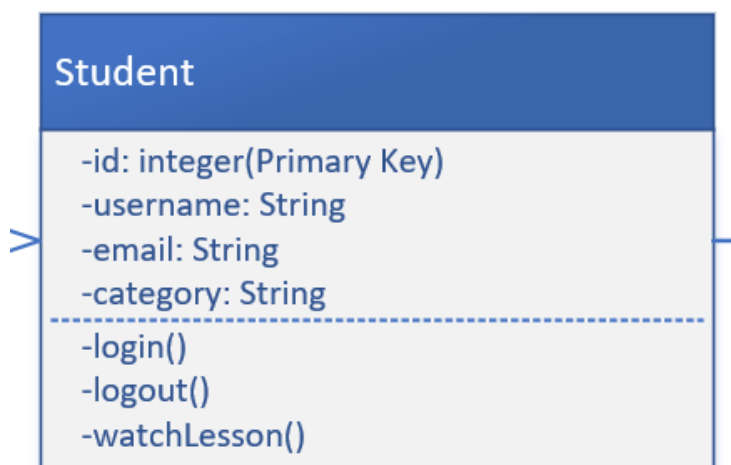 Student
-id: integer(Primary Key)
-username: String
-email: String
-category: String
-login()
-logout()
-watchLesson()